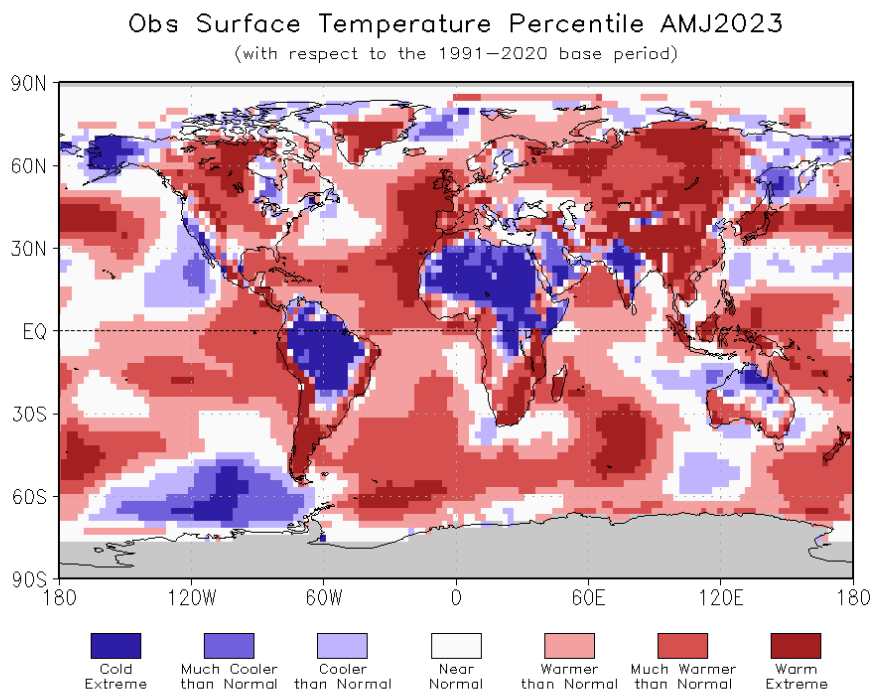 Obs Surface Temperature Percentile AMJ2023
(with respect to the 1991–2020 base period)
90N
60N
30N
EQ
30S
60S
90S
180 120W 60W 0 60E 120E 180
Cold Extreme
Much Cooler than Normal
Cooler than Normal
Near Normal
Warmer than Normal
Much Warmer than Normal
Warm Extreme